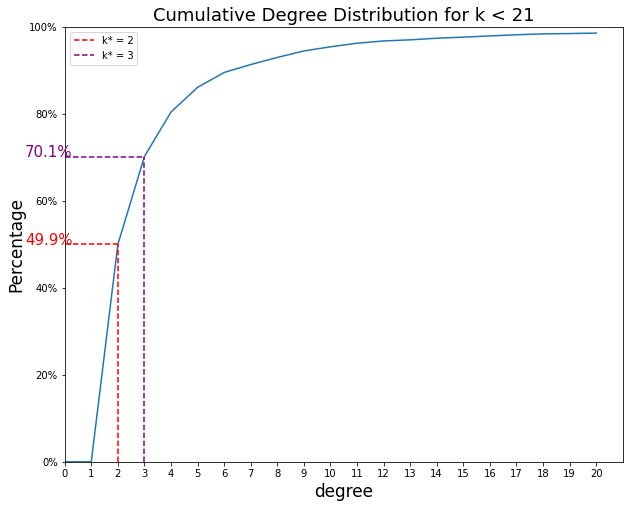 Cumulative Degree Distribution for k < 21
100%
k* = 2
k* = 3
80%
70.1%
60%
49.9%
40%
20%
0%
Percentage
0 1 2 3 4 5 6 7 8 9 10 11 12 13 14 15 16 17 18 19 20
degree